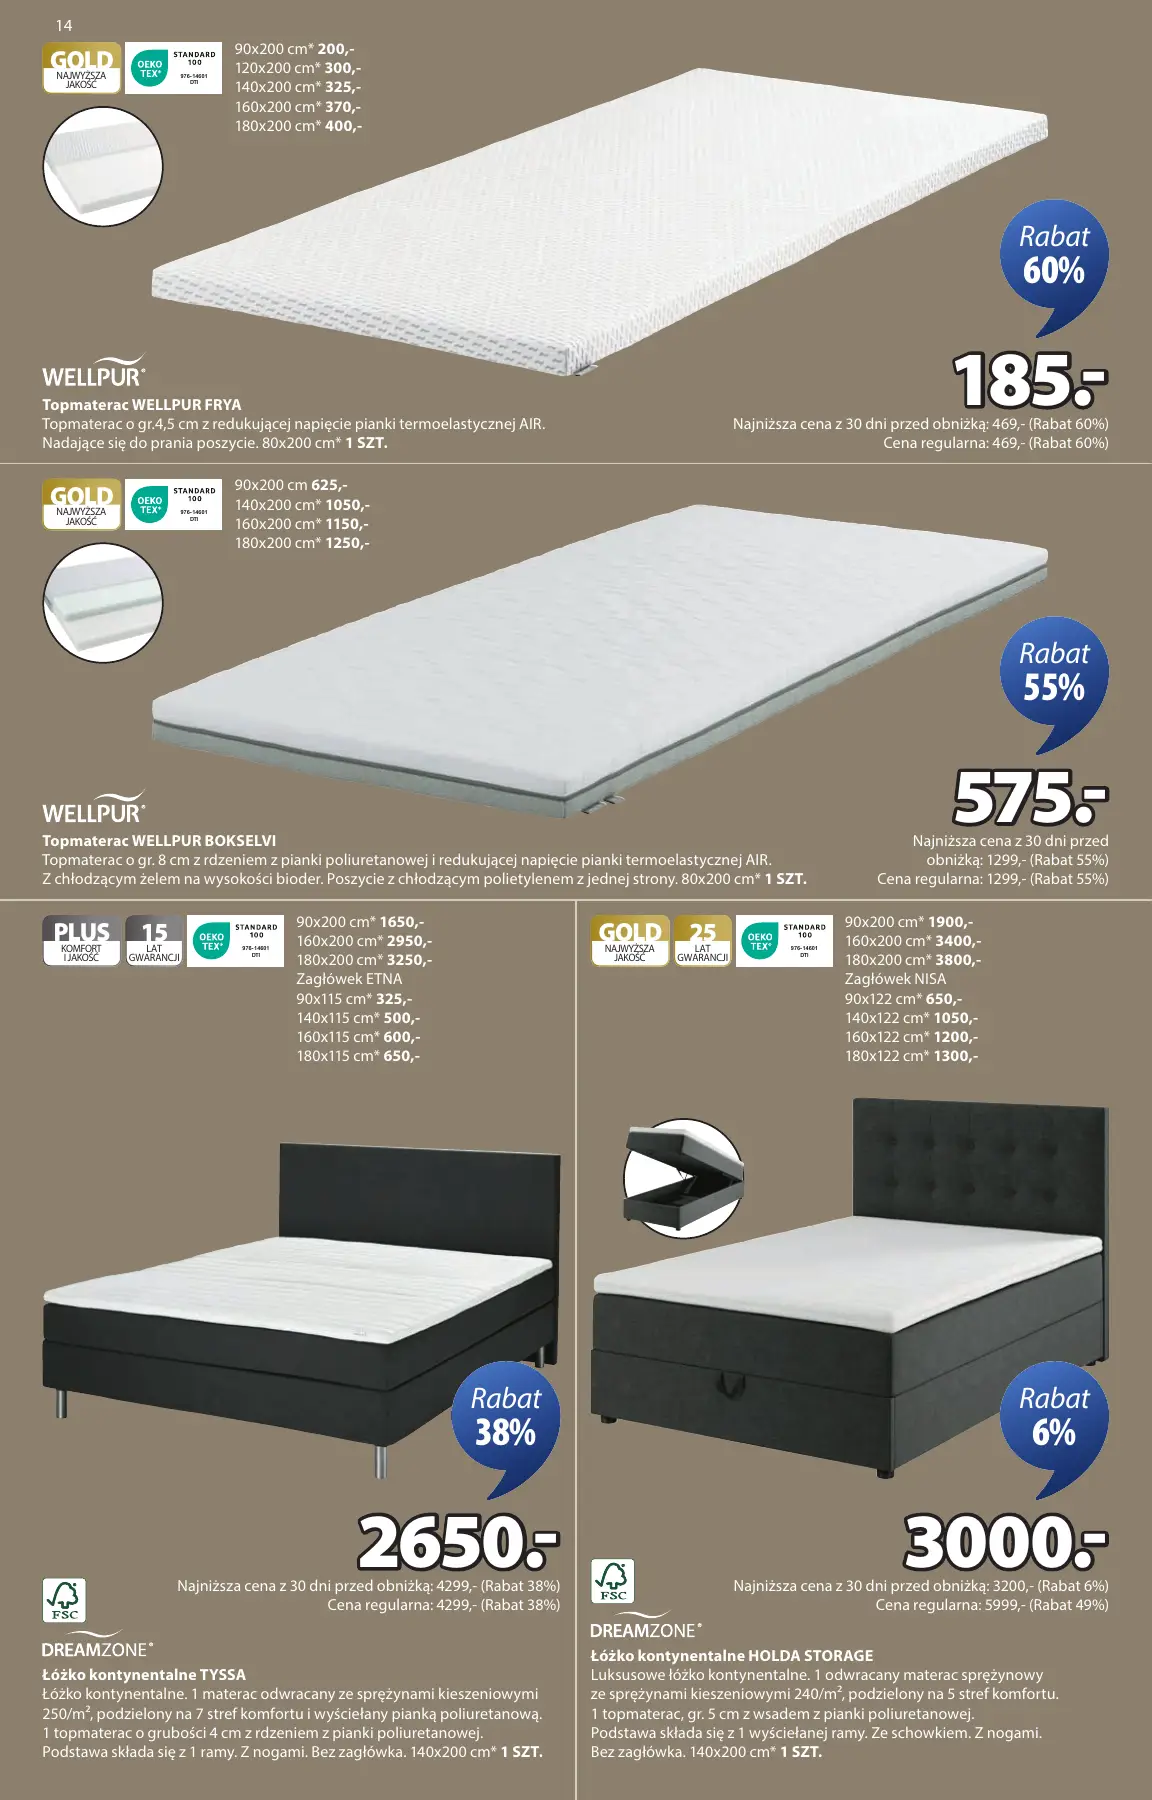 14
GOLD
NAJWYŻSZA
JAKOŚĆ
OEKO
TEX®
STANDARD
100
976-14601
DTI
90x200 cm* 200,-
120x200 cm* 300,-
140x200 cm* 325,-
160x200 cm* 370,-
180x200 cm* 400,-
Rabat
60%
185.-
WELLPUR®
Topmaterac WELLPUR FRYA
Topmaterac o gr.4,5 cm z redukującej napięcie pianki termoelastycznej AIR.
Nadające się do prania poszycie. 80x200 cm* 1 SZT.
Najniższa cena z 30 dni przed obniżką: 469,- (Rabat 60%)
Cena regularna: 469,- (Rabat 60%)
GOLD
NAJWYŻSZA
JAKOŚĆ
OEKO
TEX®
STANDARD
100
976-14601
DTI
90x200 cm 625,-
140x200 cm* 1050,-
160x200 cm* 1150,-
180x200 cm* 1250,-
Rabat
55%
575.-
WELLPUR®
Topmaterac WELLPUR BOKSELVI
Topmaterac o gr. 8 cm z rdzeniem z pianki poliuretanowej i redukującej napięcie pianki termoelastycznej AIR.
Z chłodzącym żelem na wysokości bioder. Poszycie z chłodzącym polietylenem z jednej strony. 80x200 cm* 1 SZT.
Najniższa cena z 30 dni przed
obniżką: 1299,- (Rabat 55%)
Cena regularna: 1299,- (Rabat 55%)
PLUS
KOMFORT
I JAKOŚĆ
15
LAT
GWARANCJI
OEKO
TEX®
STANDARD
100
976-14601
DTI
90x200 cm* 1650,-
160x200 cm* 2950,-
180x200 cm* 3250,-
Zagłówek ETNA
90x115 cm* 325,-
140x115 cm* 500,-
160x115 cm* 600,-
180x115 cm* 650,-
Rabat
38%
2650.-
Najniższa cena z 30 dni przed obniżką: 4299,- (Rabat 38%)
Cena regularna: 4299,- (Rabat 38%)
FSC
DREAMZONE®
Łóżko kontynentalne TYSSA
Łóżko kontynentalne. 1 materac odwracany ze sprężynami kieszeniowymi
250/m², podzielony na 7 stref komfortu i wyściełany pianką poliuretanową.
1 topmaterac o grubości 4 cm z rdzeniem z pianki poliuretanowej.
Podstawa składa się z 1 ramy. Z nogami. Bez zagłówka. 140x200 cm* 1 SZT.
GOLD
NAJWYŻSZA
JAKOŚĆ
25
LAT
GWARANCJI
OEKO
TEX®
STANDARD
100
976-14601
DTI
90x200 cm* 1900,-
160x200 cm* 3400,-
180x200 cm* 3800,-
Zagłówek NISA
90x122 cm* 650,-
140x122 cm* 1050,-
160x122 cm* 1200,-
180x122 cm* 1300,-
Rabat
6%
3000.-
Najniższa cena z 30 dni przed obniżką: 3200,- (Rabat 6%)
Cena regularna: 5999,- (Rabat 49%)
FSC
DREAMZONE®
Łóżko kontynentalne HOLDA STORAGE
Luksusowe łóżko kontynentalne. 1 odwracany materac sprężynowy
ze sprężynami kieszeniowymi 240/m², podzielony na 5 stref komfortu.
1 topmaterac, gr. 5 cm z wsadem z pianki poliuretanowej.
Podstawa składa się z 1 wyściełanej ramy. Ze schowkiem. Z nogami.
Bez zagłówka. 140x200 cm* 1 SZT.